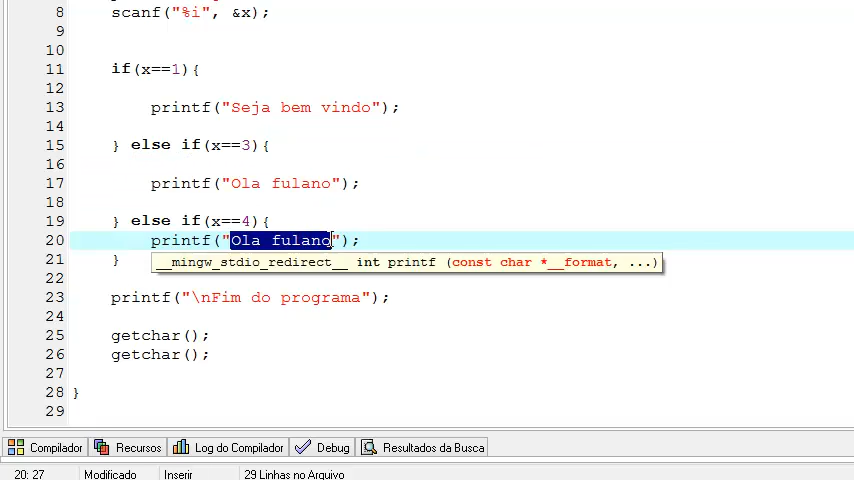 8 scanf("%i", &x);
9
10
11 if(x==1){
12
13 printf("Seja bem vindo");
14
15 } else if(x==3){
16
17 printf("Ola fulano");
18
19 } else if(x==4){
20 printf("Ola fulano");
21 }
__mingw_stdio_redirect__ int printf (const char *__format, ...)
22
23 printf("\nFim do programa");
24
25 getchar();
26 getchar();
27
28 }
29
Compilador Recursos Log do Compilador Debug Resultados da Busca
20: 27 Modificado Inserir 29 Linhas no Arquivo